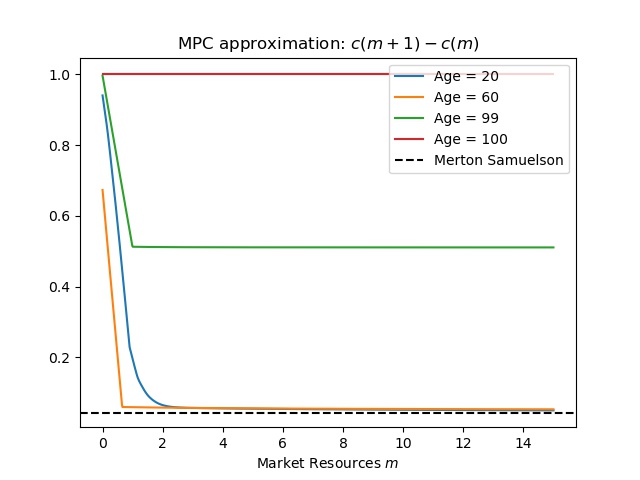 MPC approximation: c(m + 1) − c(m)
1.0
0.8
0.6
0.4
0.2
Age = 20
Age = 60
Age = 99
Age = 100
Merton Samuelson
0 2 4 6 8 10 12 14
Market Resources m